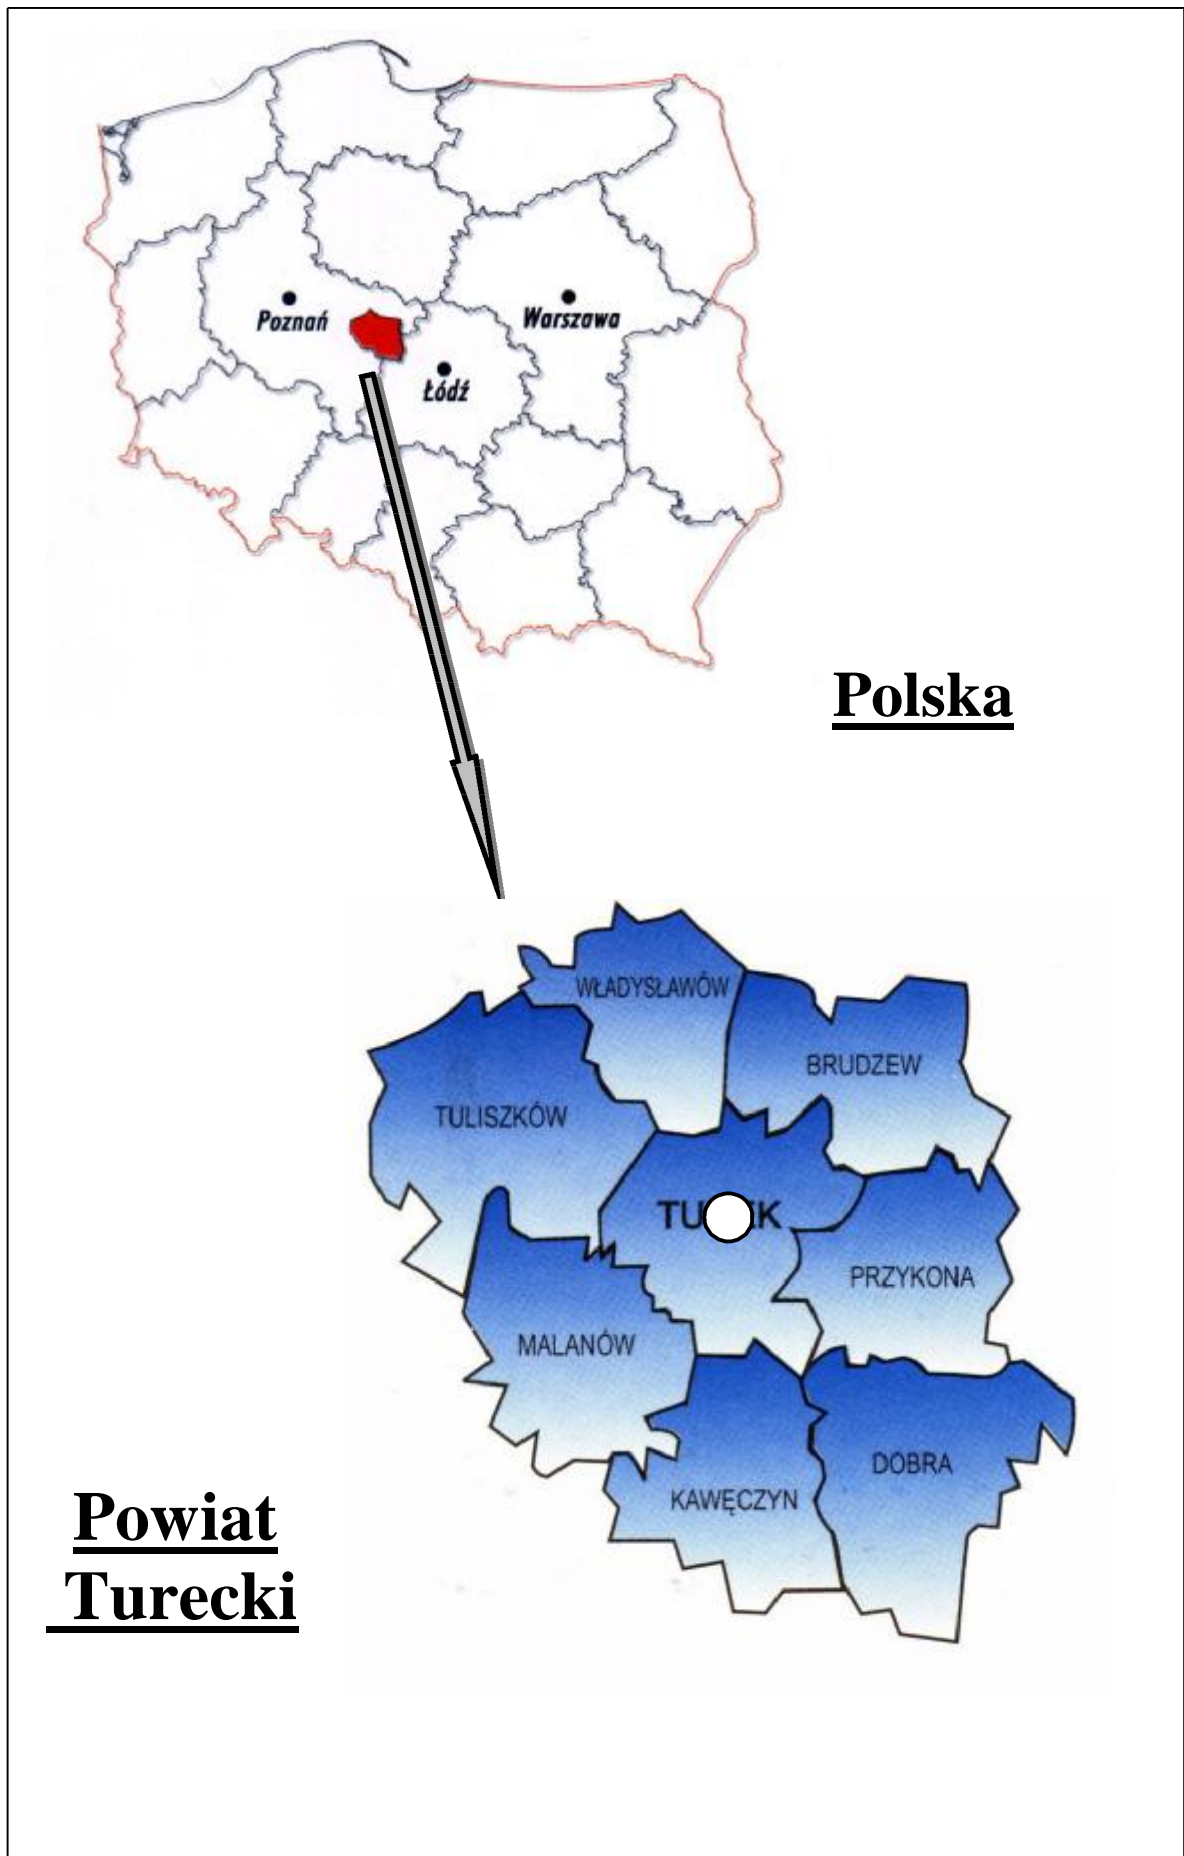 Poznań
Warszawa
Łódź
Polska
WŁADYSŁAWÓW
BRUDZEW
TULISZKÓW
PRZYKONA
MALANÓW
DOBRA
KAWĘCZYN
Powiat
Turecki